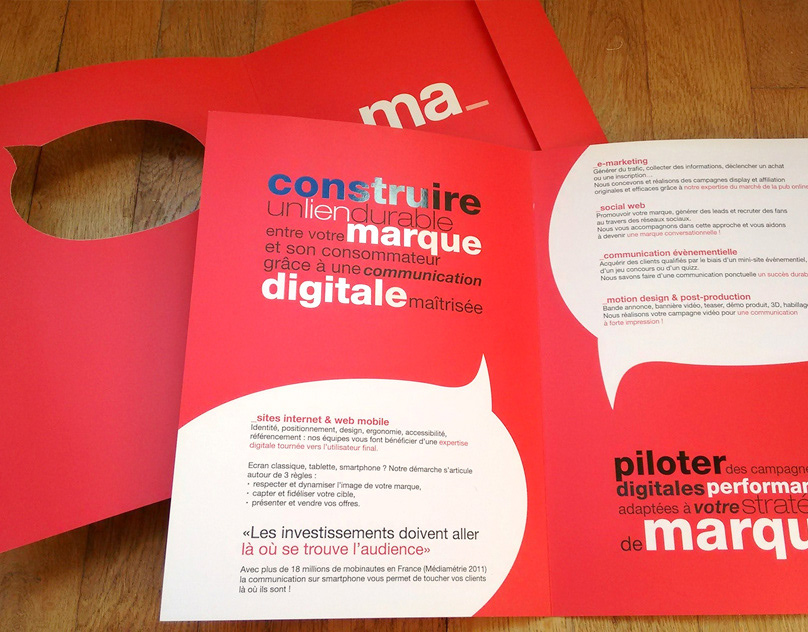 ma_
construire
un lien durable
entre votre marque
et son consommateur
grâce à une communication
digitale maîtrisée
_sites internet & web mobile
Identité, positionnement, design, ergonomie, accessibilité,
référencement : nos équipes vous font bénéficier d'une expertise
digitale tournée vers l'utilisateur final.
Ecran classique, tablette, smartphone ? Notre démarche s'articule
autour de 3 règles :
• respecter et dynamiser l'image de votre marque,
• capter et fidéliser votre cible,
• présenter et vendre vos offres.
«Les investissements doivent aller
là où se trouve l'audience»
Avec plus de 18 millions de mobinautes en France (Médiamétrie 2011)
la communication sur smartphone vous permet de toucher vos clients
là où ils sont !
_e-marketing
Générer du trafic, collecter des informations, déclencher un achat
ou une inscription...
Nous concevons et réalisons des campagnes display et affiliation
originales et efficaces grâce à notre expertise du marché de la pub online
_social web
Promouvoir votre marque, générer des leads et recruter des fans
au travers des réseaux sociaux.
Nous vous accompagnons dans cette approche et vous aidons
à devenir une marque conversationnelle !
_communication évènementielle
Acquérir des clients qualifiés par le biais d'un mini-site événementiel,
d'un jeu concours ou d'un quizz.
Nous savons faire d'une communication ponctuelle un succès durab
_motion design & post-production
Bande annonce, bannière vidéo, teaser, démo produit, 3D, habillag
Nous réalisons votre campagne vidéo pour une communication
à forte impression !
piloter des campagne
digitales performan
adaptées à votre straté
de marqu